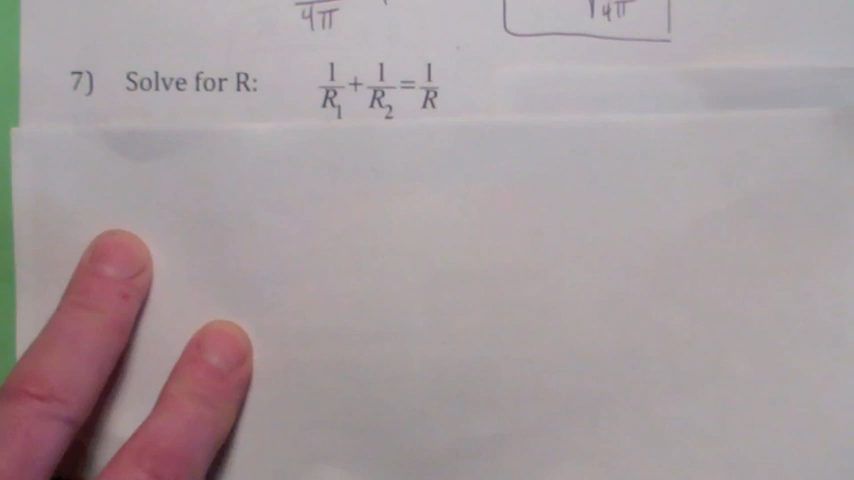 4π √4π
7) Solve for R: 1/R₁ + 1/R₂ = 1/R